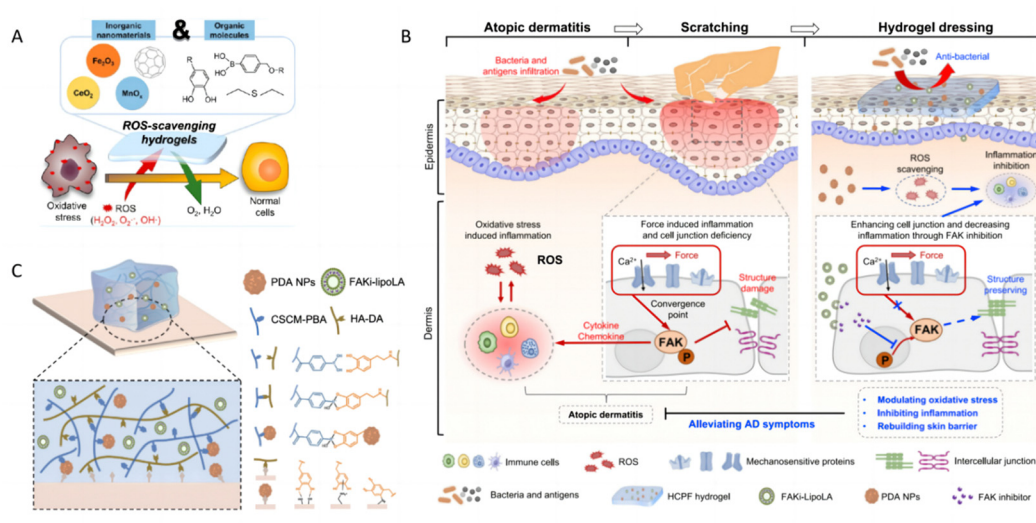 A
Inorganic
nanomaterials
&
Organic
molecules
Fe₂O₃
CeO₂
MnOₓ
R
HO
OH
HO
OH
B
O-R
S
ROS-scavenging
hydrogels
Oxidative
stress
ROS
(H₂O₂, O₂·⁻, OH·)
O₂, H₂O
Normal
cells
B
Atopic dermatitis
Scratching
Hydrogel dressing
Bacteria and
antigens infiltration
Anti-bacterial
Epidermis
ROS
scavenging
Inflammation
inhibition
Dermis
Oxidative stress
induced inflammation
ROS
Cytokine
Chemokine
Force induced inflammation
and cell junction deficiency
Ca²⁺
Force
Structure
damage
Convergence
point
FAK
P
Enhancing cell junction and decreasing
inflammation through FAK inhibition
Ca²⁺
Force
Structure
preserving
FAK
P
Atopic dermatitis
Alleviating AD symptoms
• Modulating oxidative stress
• Inhibiting inflammation
• Rebuilding skin barrier
Immune cells
ROS
Mechanosensitive proteins
Intercellular junction
Bacteria and antigens
HCPF hydrogel
FAKi-LipoLA
PDA NPs
FAK inhibitor
C
PDA NPs
FAKi-lipoLA
CSCM-PBA
HA-DA